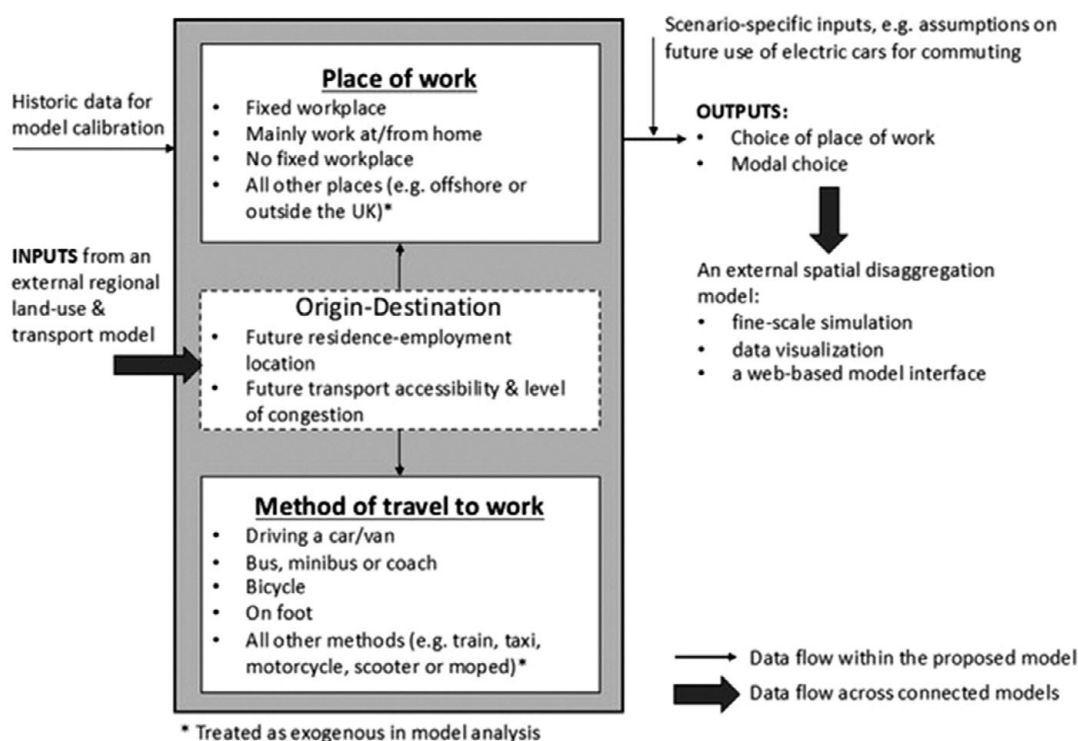 Historic data for
model calibration
INPUTS from an
external regional
land-use &
transport model
Place of work
• Fixed workplace
• Mainly work at/from home
• No fixed workplace
• All other places (e.g. offshore or
outside the UK)*
Origin-Destination
• Future residence-employment
location
• Future transport accessibility & level
of congestion
Method of travel to work
• Driving a car/van
• Bus, minibus or coach
• Bicycle
• On foot
• All other methods (e.g. train, taxi,
motorcycle, scooter or moped)*
* Treated as exogenous in model analysis
Scenario-specific inputs, e.g. assumptions on
future use of electric cars for commuting
OUTPUTS:
• Choice of place of work
• Modal choice
An external spatial disaggregation
model:
• fine-scale simulation
• data visualization
• a web-based model interface
Data flow within the proposed model
Data flow across connected models